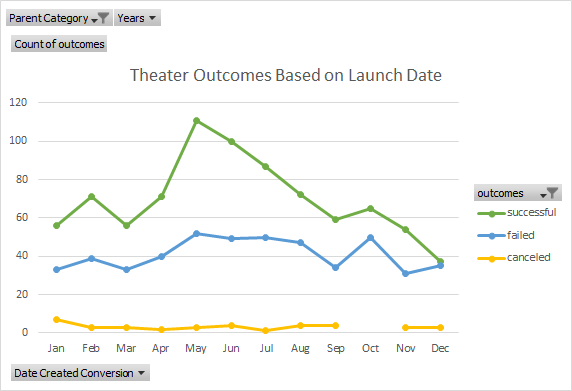 Parent Category Years
Count of outcomes
Theater Outcomes Based on Launch Date
120
100
80
60
40
20
0
Jan Feb Mar Apr May Jun Jul Aug Sep Oct Nov Dec
outcomes
successful
failed
canceled
Date Created Conversion